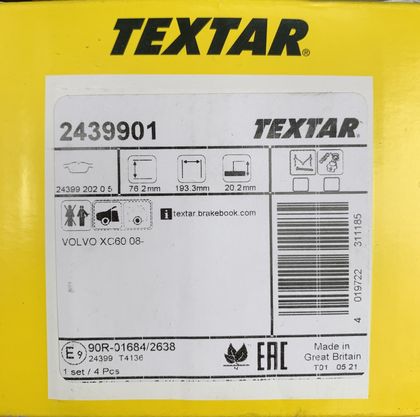 TEXTAR®
2439901
TEXTAR®
24399 202 0 5
76.2mm
193.3mm
20.2mm
i textar.brakebook.com
VOLVO XC60 08-
4 019722 311185
E9
90R-01684/2638
24399 T4136
1 set / 4 Pcs
N
EAC
Made in
Great Britain
T01 05.21